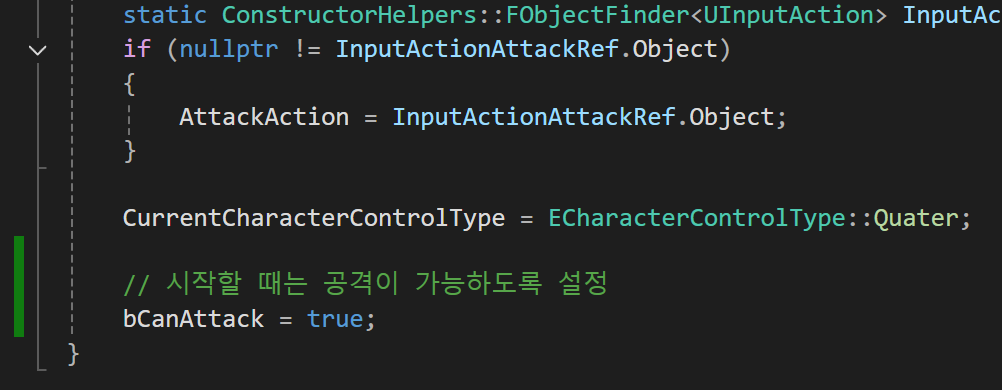 static ConstructorHelpers::FObjectFinder<UInputAction> InputAc
if (nullptr != InputActionAttackRef.Object)
{
AttackAction = InputActionAttackRef.Object;
}
CurrentCharacterControlType = ECharacterControlType::Quater;
// 시작할 때는 공격이 가능하도록 설정
bCanAttack = true;
}